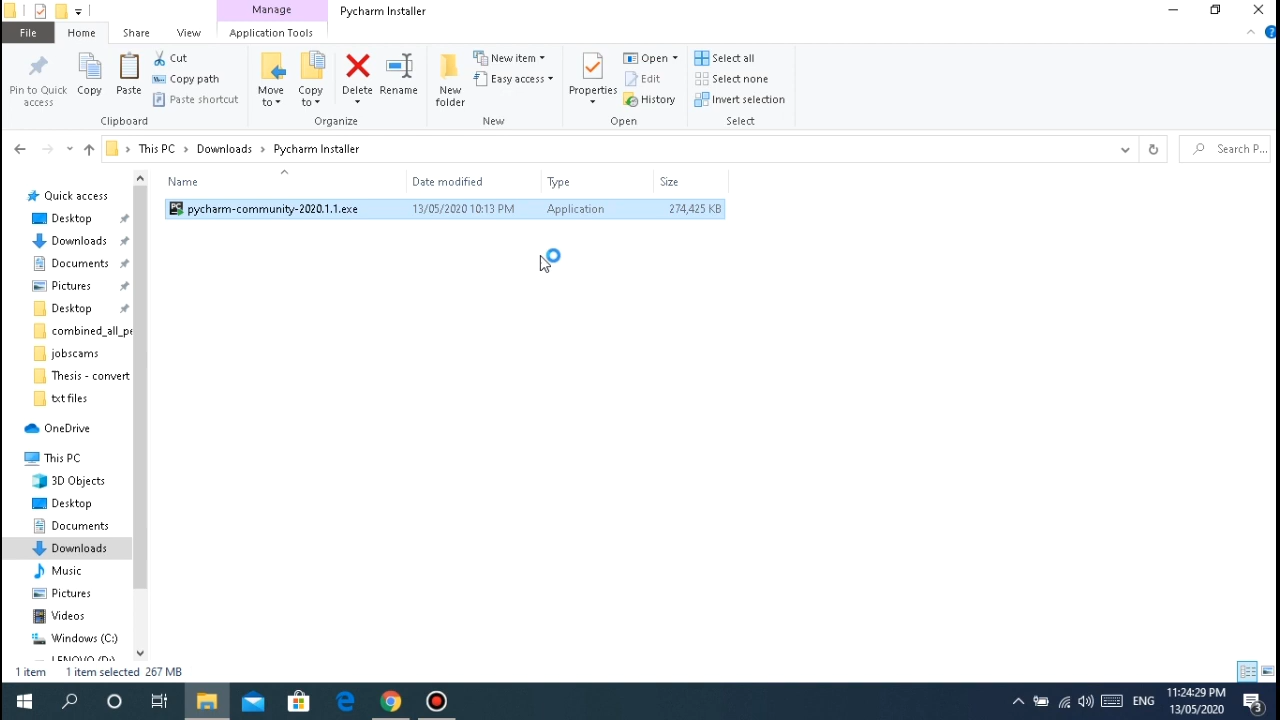 Manage
Pycharm Installer
File
Home
Share
View
Application Tools
Pin to Quick access
Copy
Paste
Cut
Copy path
Paste shortcut
Clipboard
Move to
Copy to
Delete
Rename
Organize
New folder
New item
Easy access
New
Properties
Open
Edit
History
Open
Select all
Select none
Invert selection
Select
This PC > Downloads > Pycharm Installer
Search P...
Name
Date modified
Type
Size
pycharm-community-2020.1.1.exe
13/05/2020 10:13 PM
Application
274,425 KB
Quick access
Desktop
Downloads
Documents
Pictures
Desktop
combined_all_pe
jobscams
Thesis - convert
txt files
OneDrive
This PC
3D Objects
Desktop
Documents
Downloads
Music
Pictures
Videos
Windows (C:)
LENOVO (D:)
1 item
1 item selected 267 MB
ENG
11:24:29 PM
13/05/2020
3